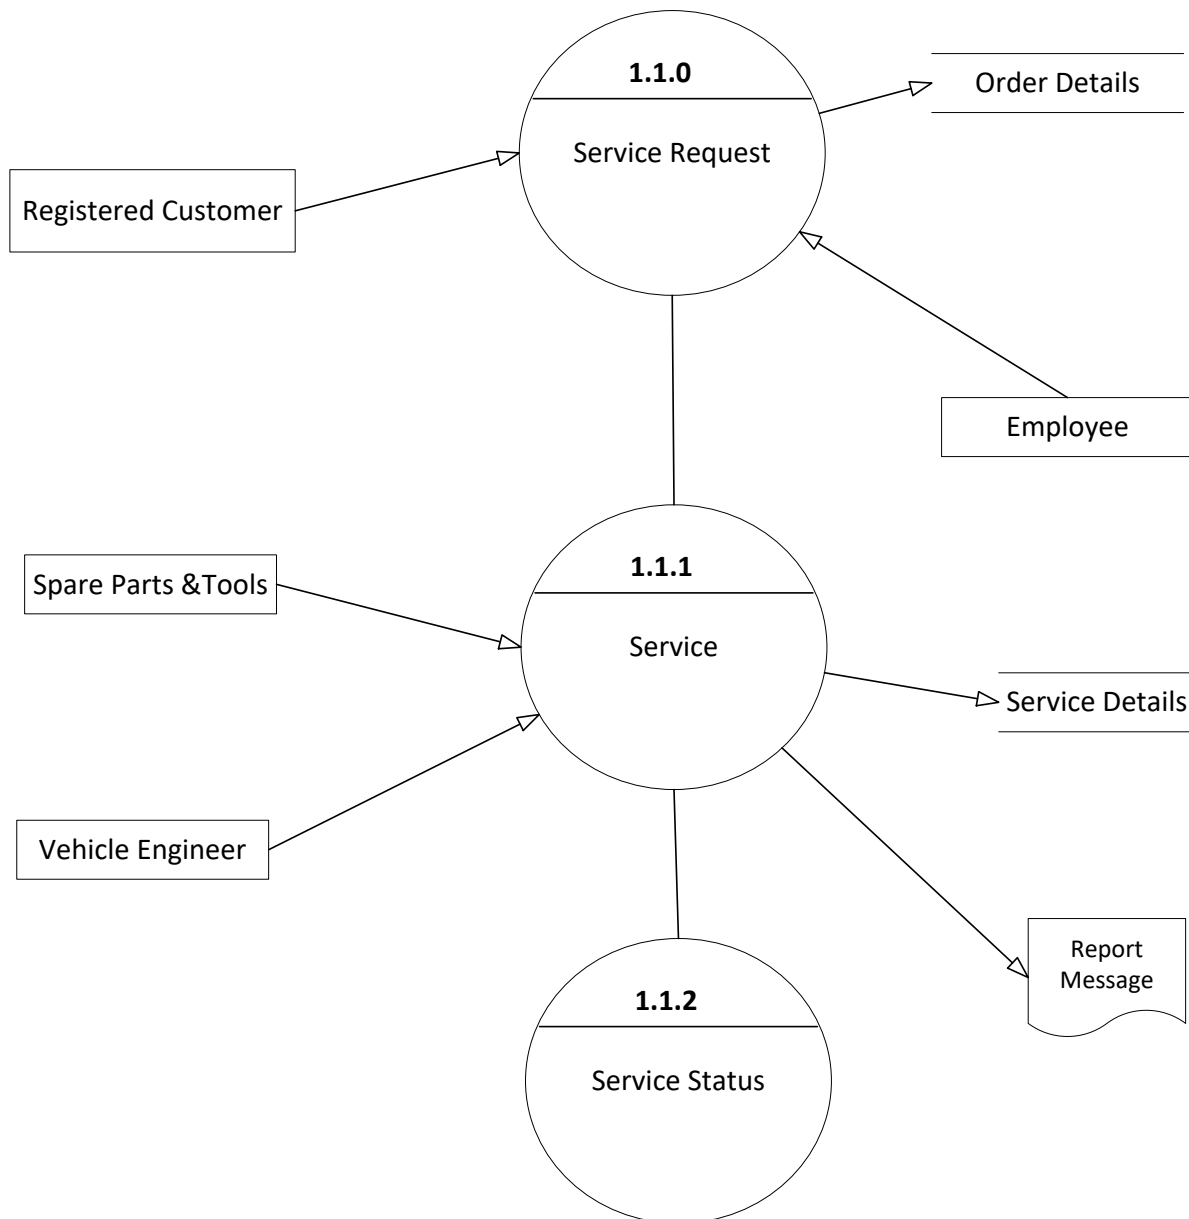 1.1.0
Order Details
Service Request
Registered Customer
Employee
1.1.1
Spare Parts &Tools
Service
Service Details
Vehicle Engineer
Report
Message
1.1.2
Service Status